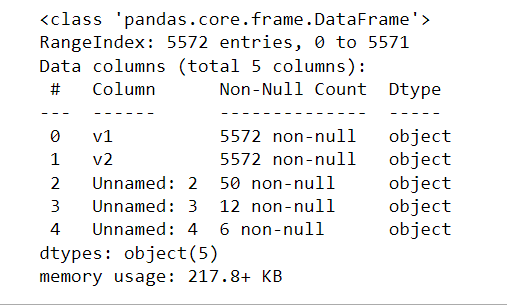 <class 'pandas.core.frame.DataFrame'>
RangeIndex: 5572 entries, 0 to 5571
Data columns (total 5 columns):
 #   Column      Non-Null Count  Dtype
---  ------      --------------  -----
 0   v1          5572 non-null   object
 1   v2          5572 non-null   object
 2   Unnamed: 2  50 non-null     object
 3   Unnamed: 3  12 non-null     object
 4   Unnamed: 4  6 non-null      object
dtypes: object(5)
memory usage: 217.8+ KB